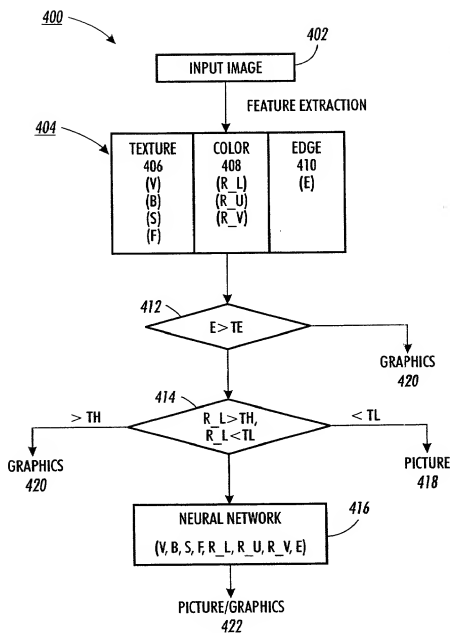 400
402
INPUT IMAGE
FEATURE EXTRACTION
404
TEXTURE
406
(V)
(B)
(S)
(F)
COLOR
408
(R_L)
(R_U)
(R_V)
EDGE
410
(E)
412
E>TE
GRAPHICS
420
414
> TH
R_L>TH,
R_L<TL
< TL
GRAPHICS
420
PICTURE
418
NEURAL NETWORK
(V, B, S, F, R_L, R_U, R_V, E)
416
PICTURE/GRAPHICS
422